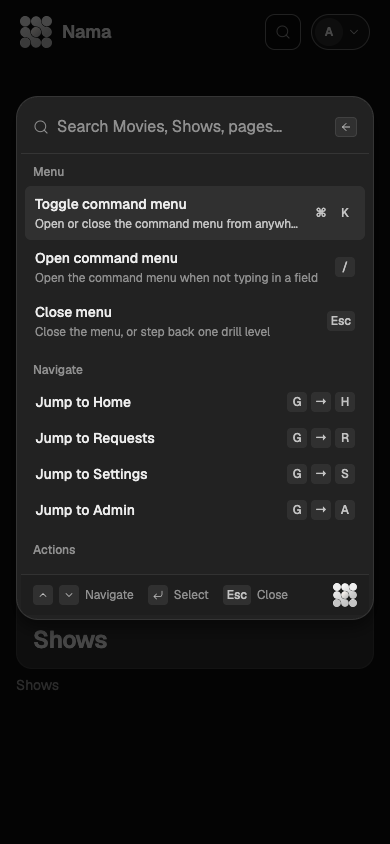 Nama
A
Search Movies, Shows, pages...
Menu
Toggle command menu
⌘ K
Open or close the command menu from anywh...
Open command menu
/
Open the command menu when not typing in a field
Close menu
Esc
Close the menu, or step back one drill level
Navigate
Jump to Home G → H
Jump to Requests G → R
Jump to Settings G → S
Jump to Admin G → A
Actions
Navigate Select Esc Close
Shows
Shows